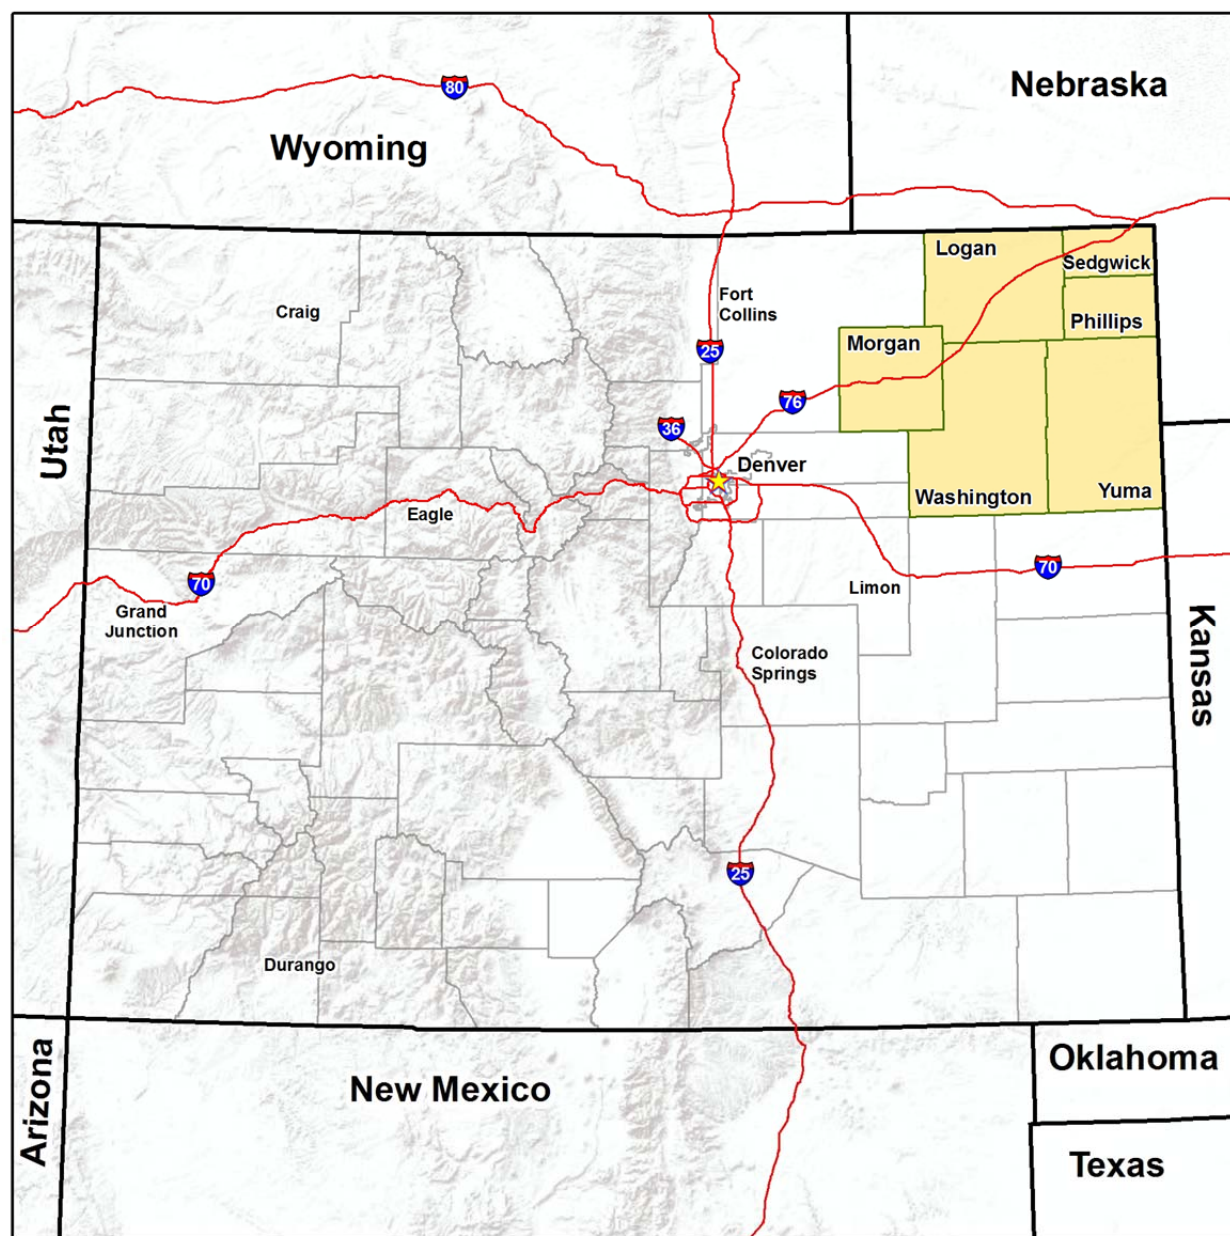 80
Nebraska
Wyoming
Logan
Sedgwick
Craig
Fort
Collins
Phillips
Morgan
25
76
Utah
36
Denver
Washington
Yuma
Eagle
70
70
Limon
Grand
Junction
Kansas
Colorado
Springs
25
Durango
Arizona
New Mexico
Oklahoma
Texas